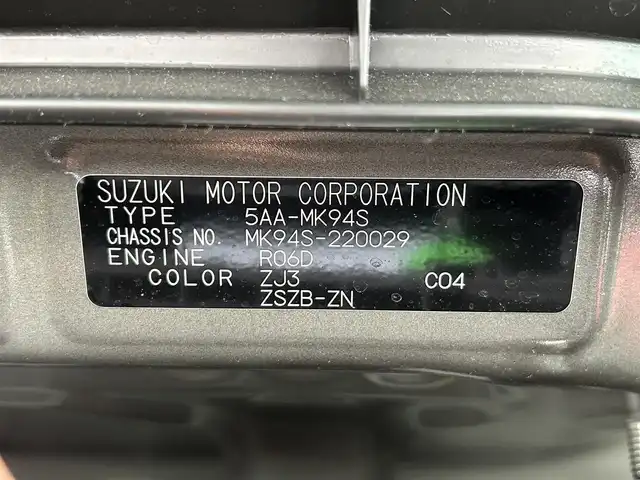 SUZUKI MOTOR CORPORATION
TYPE 5AA-MK94S
CHASSIS NO. MK94S-220029
ENGINE R06D
COLOR ZJ3 C04
ZSZB-ZN